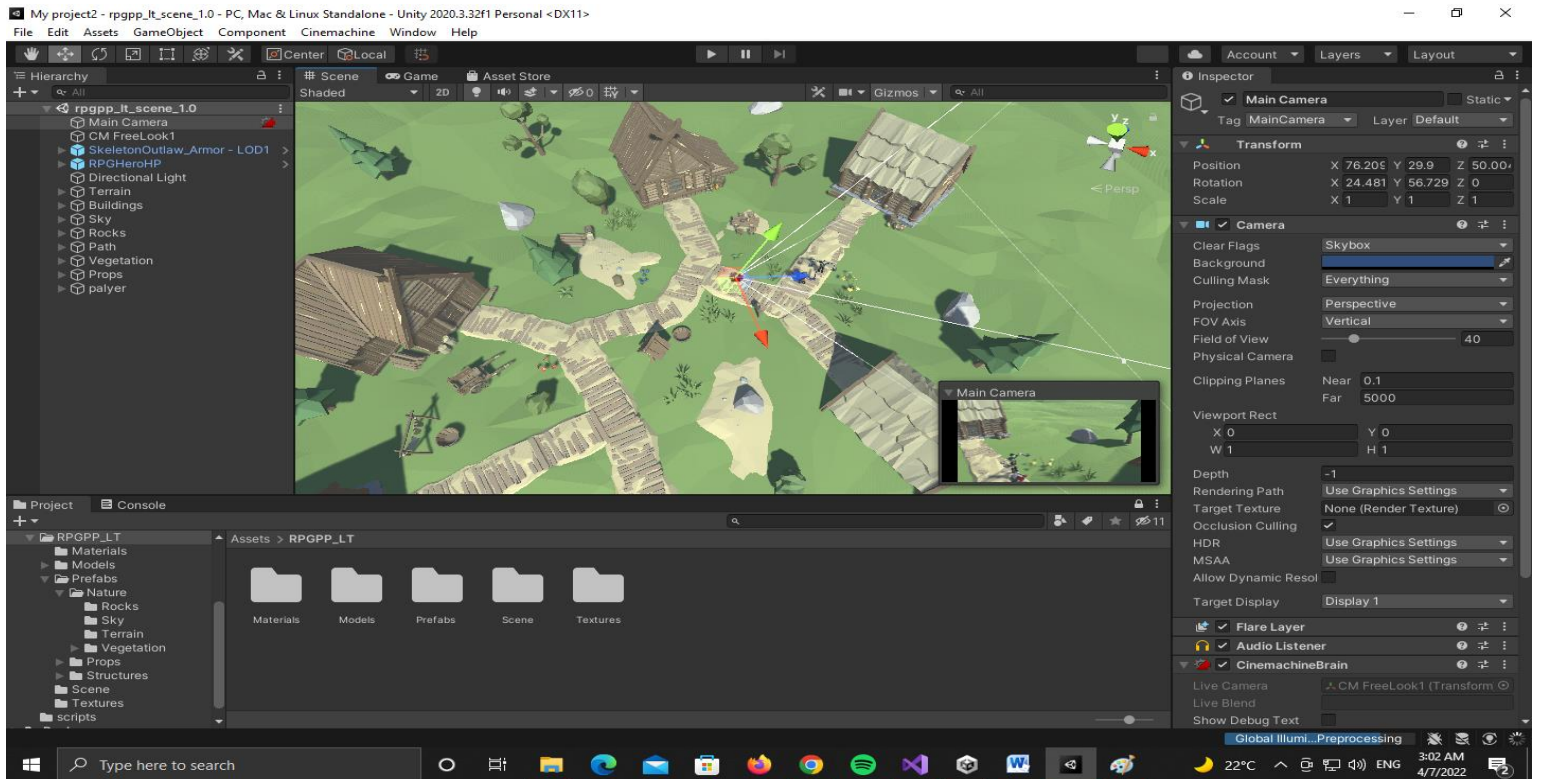 My project2 - rpgpp_lt_scene_1.0 - PC, Mac & Linux Standalone - Unity 2020.3.32f1 Personal <DX11>
File Edit Assets GameObject Component Cinemachine Window Help
Center Local Account Layers Layout
Hierarchy
All
rpgpp_lt_scene_1.0
Main Camera
CM FreeLook1
SkeletonOutlaw_Armor - LOD1
RPGHeroHP
Directional Light
Terrain
Buildings
Sky
Rocks
Path
Vegetation
Props
palyer
Scene Game Asset Store
Shaded 2D 0 Gizmos All
y z
x
Persp
Main Camera
Inspector
Main Camera Static
Tag MainCamera Layer Default
Transform
Position X 76.209 Y 29.9 Z 50.004
Rotation X 24.481 Y 56.729 Z 0
Scale X 1 Y 1 Z 1
Camera
Clear Flags Skybox
Background
Culling Mask Everything
Projection Perspective
FOV Axis Vertical
Field of View 40
Physical Camera
Clipping Planes Near 0.1
Far 5000
Viewport Rect
X 0 Y 0
W 1 H 1
Depth -1
Rendering Path Use Graphics Settings
Target Texture None (Render Texture)
Occlusion Culling
HDR Use Graphics Settings
MSAA Use Graphics Settings
Allow Dynamic Resol
Target Display Display 1
Flare Layer
Audio Listener
CinemachineBrain
Live Camera CM FreeLook1 (Transform
Live Blend
Show Debug Text
Project Console
11
RPGPP_LT
Materials
Models
Prefabs
Nature
Rocks
Sky
Terrain
Vegetation
Props
Structures
Scene
Textures
scripts
Assets > RPGPP_LT
Materials Models Prefabs Scene Textures
Global Illumi...Preprocessing
Type here to search
22°C ENG
3:02 AM
4/7/2022
2